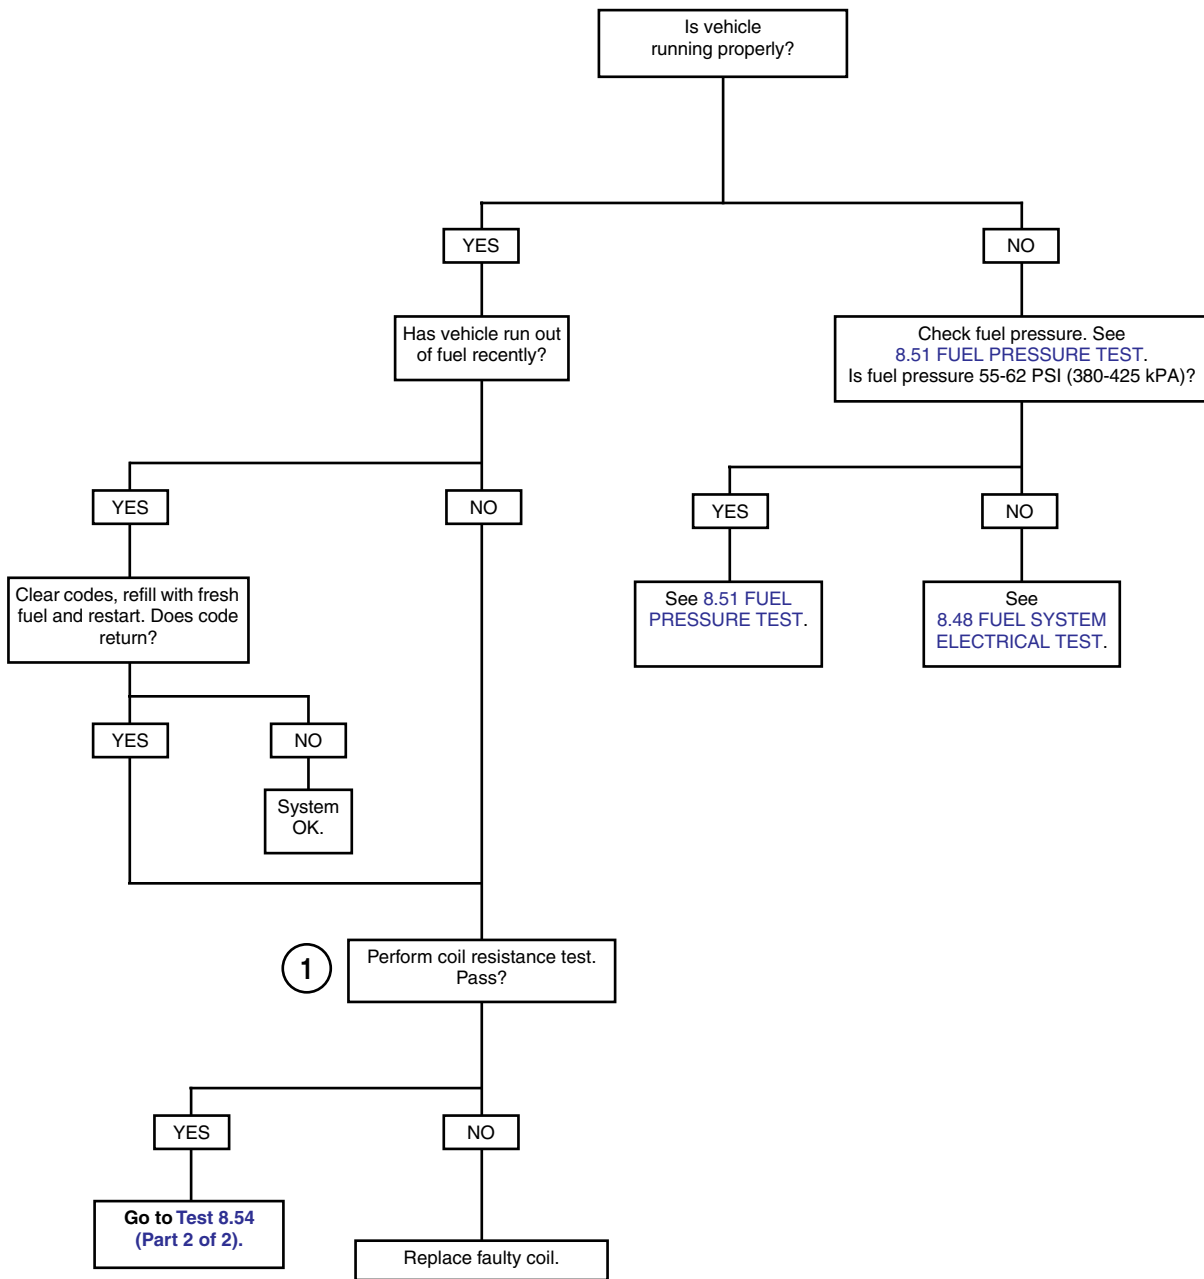 Is vehicle
running properly?
YES
NO
Has vehicle run out
of fuel recently?
Check fuel pressure. See
8.51 FUEL PRESSURE TEST.
Is fuel pressure 55-62 PSI (380-425 kPA)?
YES
NO
YES
NO
Clear codes, refill with fresh
fuel and restart. Does code
return?
See 8.51 FUEL
PRESSURE TEST.
See
8.48 FUEL SYSTEM
ELECTRICAL TEST.
YES
NO
System
OK.
1
Perform coil resistance test.
Pass?
YES
NO
Go to Test 8.54
(Part 2 of 2).
Replace faulty coil.